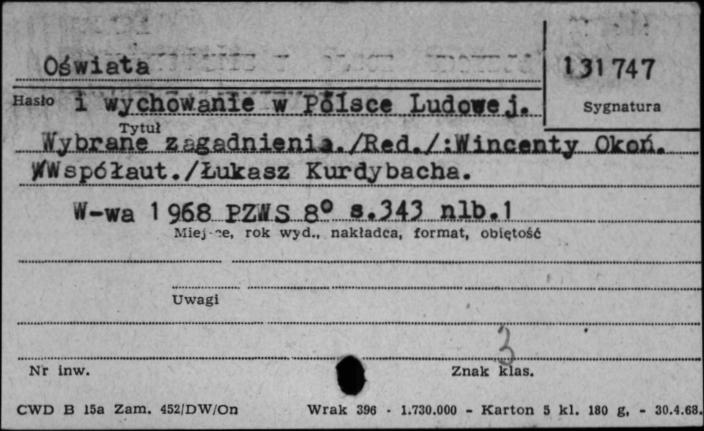 Oświata
131747
Hasło i wychowanie w Polsce Ludowej.
Sygnatura
Tytuł
Wybrane zagadnienia./Red./:Wincenty Okoń.
/Współaut./Łukasz Kurdybacha.
W-wa 1968 PZWS 8° s.343 nlb.1
Miejsce, rok wyd., nakładca, format, objętość
Uwagi
3
Nr inw.
Znak klas.
CWD B 15a Zam. 452/DW/On Wrak 396 - 1.730.000 - Karton 5 kl. 180 g, - 30.4.68.